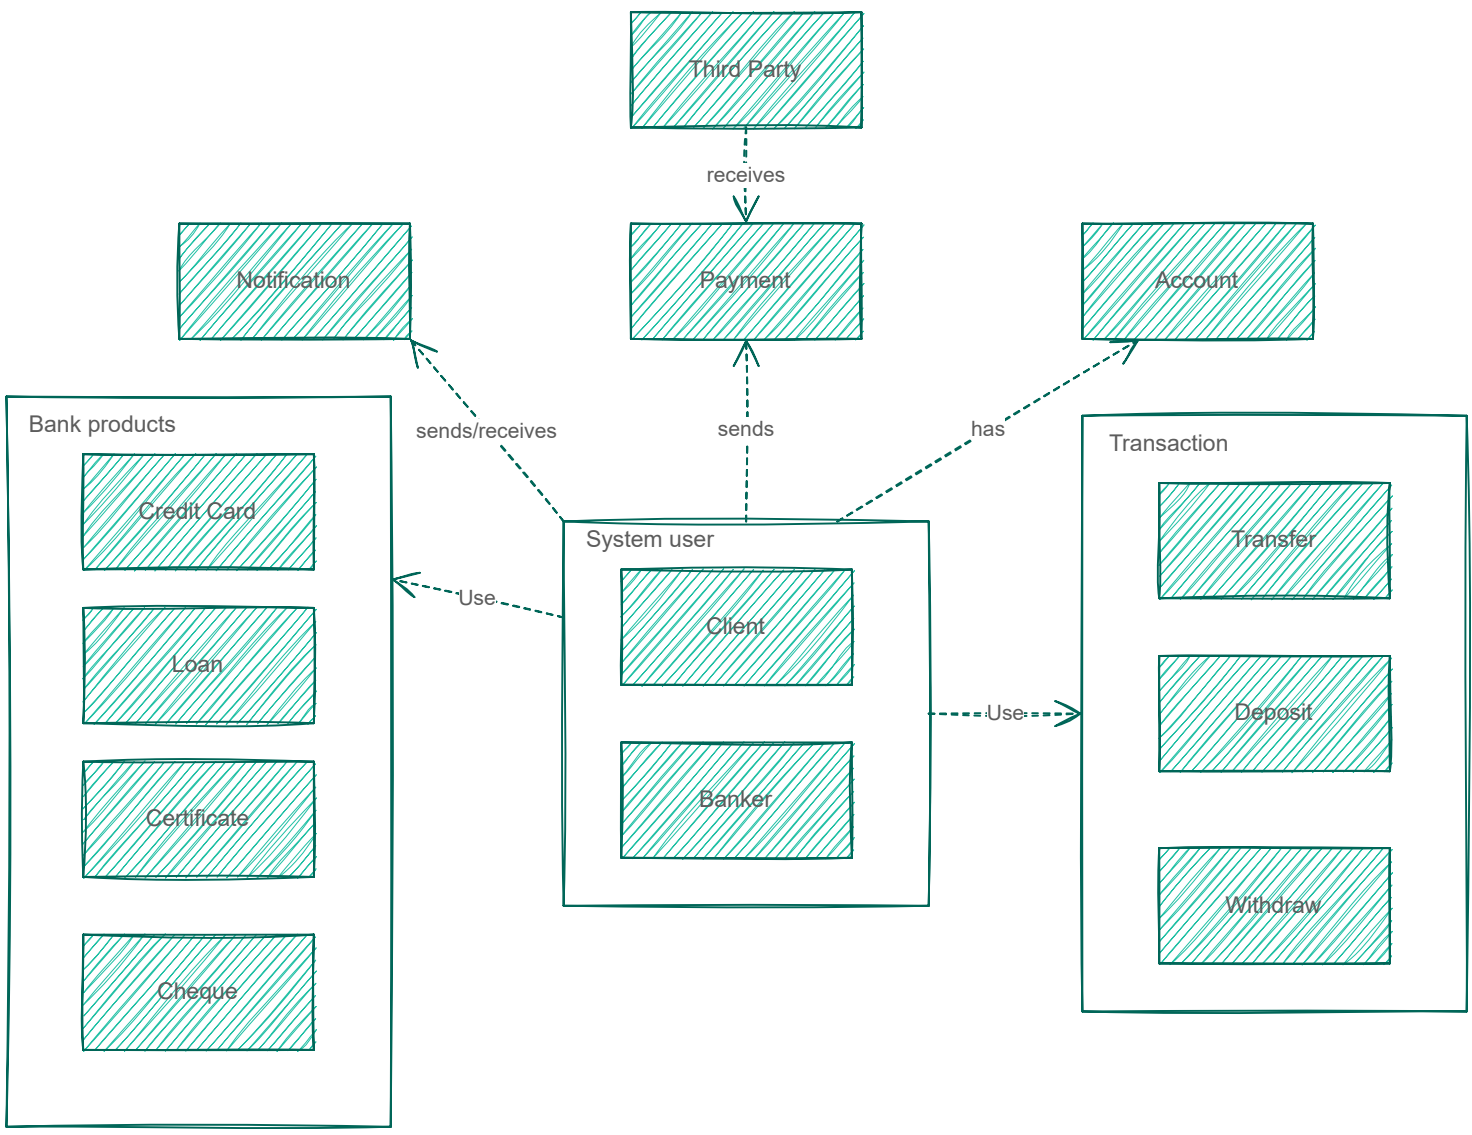 Third Party
receives
Notification
Payment
Account
sends/receives
sends
has
Bank products
Credit Card
Loan
Certificate
Cheque
Use
System user
Client
Banker
Use
Transaction
Transfer
Deposit
Withdraw